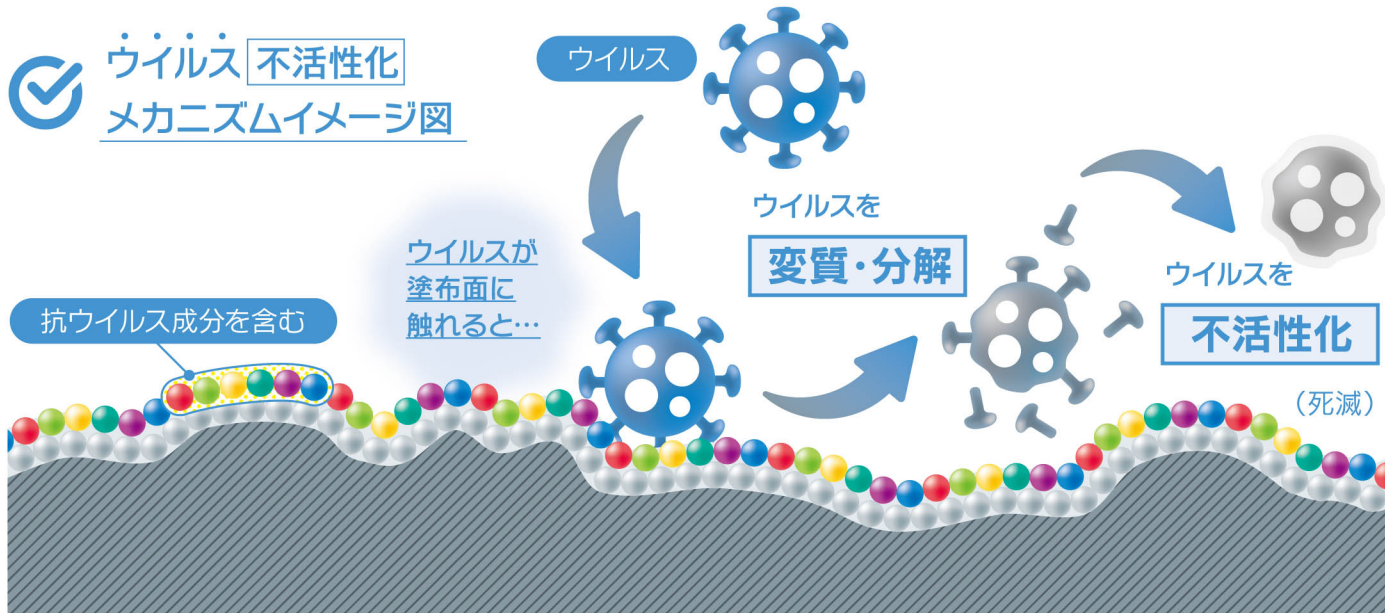 ウイルス 不活性化
メカニズムイメージ図
ウイルス
ウイルスが
塗布面に
触れると…
抗ウイルス成分を含む
ウイルスを
変質・分解
ウイルスを
不活性化
（死滅）